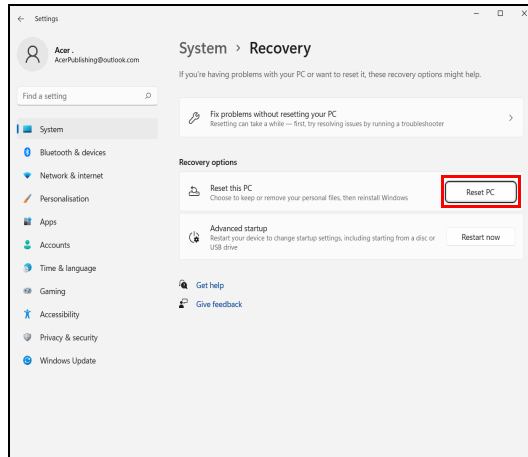 Settings
Acer .
AcerPublishing@outlook.com
Find a setting
System
Bluetooth & devices
Network & internet
Personalisation
Apps
Accounts
Time & language
Gaming
Accessibility
Privacy & security
Windows Update
System > Recovery
If you're having problems with your PC or want to reset it, these recovery options might help.
Fix problems without resetting your PC
Resetting can take a while — first, try resolving issues by running a troubleshooter
Recovery options
Reset this PC
Choose to keep or remove your personal files, then reinstall Windows
Reset PC
Advanced startup
Restart your device to change startup settings, including starting from a disc or
USB drive
Restart now
Get help
Give feedback